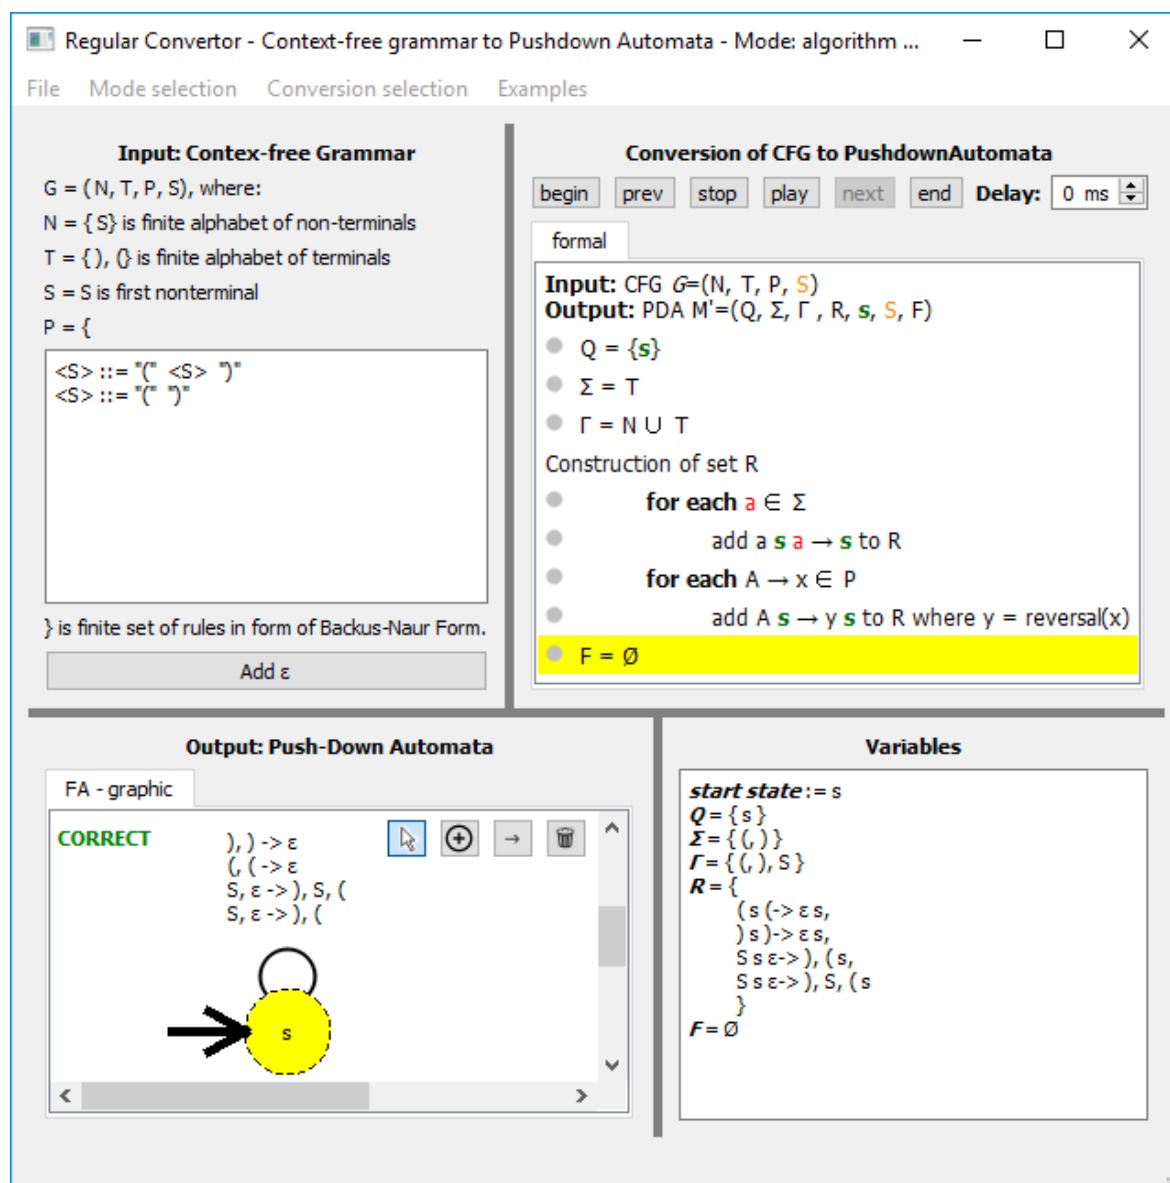 Regular Convertor - Context-free grammar to Pushdown Automata - Mode: algorithm ...
File Mode selection Conversion selection Examples
Input: Contex-free Grammar
G = (N, T, P, S), where:
N = { S} is finite alphabet of non-terminals
T = { ), (} is finite alphabet of terminals
S = S is first nonterminal
P = {
<S> ::= "(" <S> ")"
<S> ::= "(" ")"
} is finite set of rules in form of Backus-Naur Form.
Add ε
Conversion of CFG to PushdownAutomata
begin prev stop play next end Delay: 0 ms
formal
Input: CFG G=(N, T, P, S)
Output: PDA M'=(Q, Σ, Γ , R, s, S, F)
Q = {s}
Σ = T
Γ = N ∪ T
Construction of set R
for each a ∈ Σ
add a s a → s to R
for each A → x ∈ P
add A s → y s to R where y = reversal(x)
F = Ø
Output: Push-Down Automata
FA - graphic
CORRECT
), ) -> ε
(, ( -> ε
S, ε -> ), S, (
S, ε -> ), (
s
Variables
start state := s
Q = { s }
Σ = { (, ) }
Γ = { (, ), S }
R = {
( s (-> ε s,
) s )-> ε s,
S s ε-> ), ( s,
S s ε-> ), S, ( s
}
F = Ø